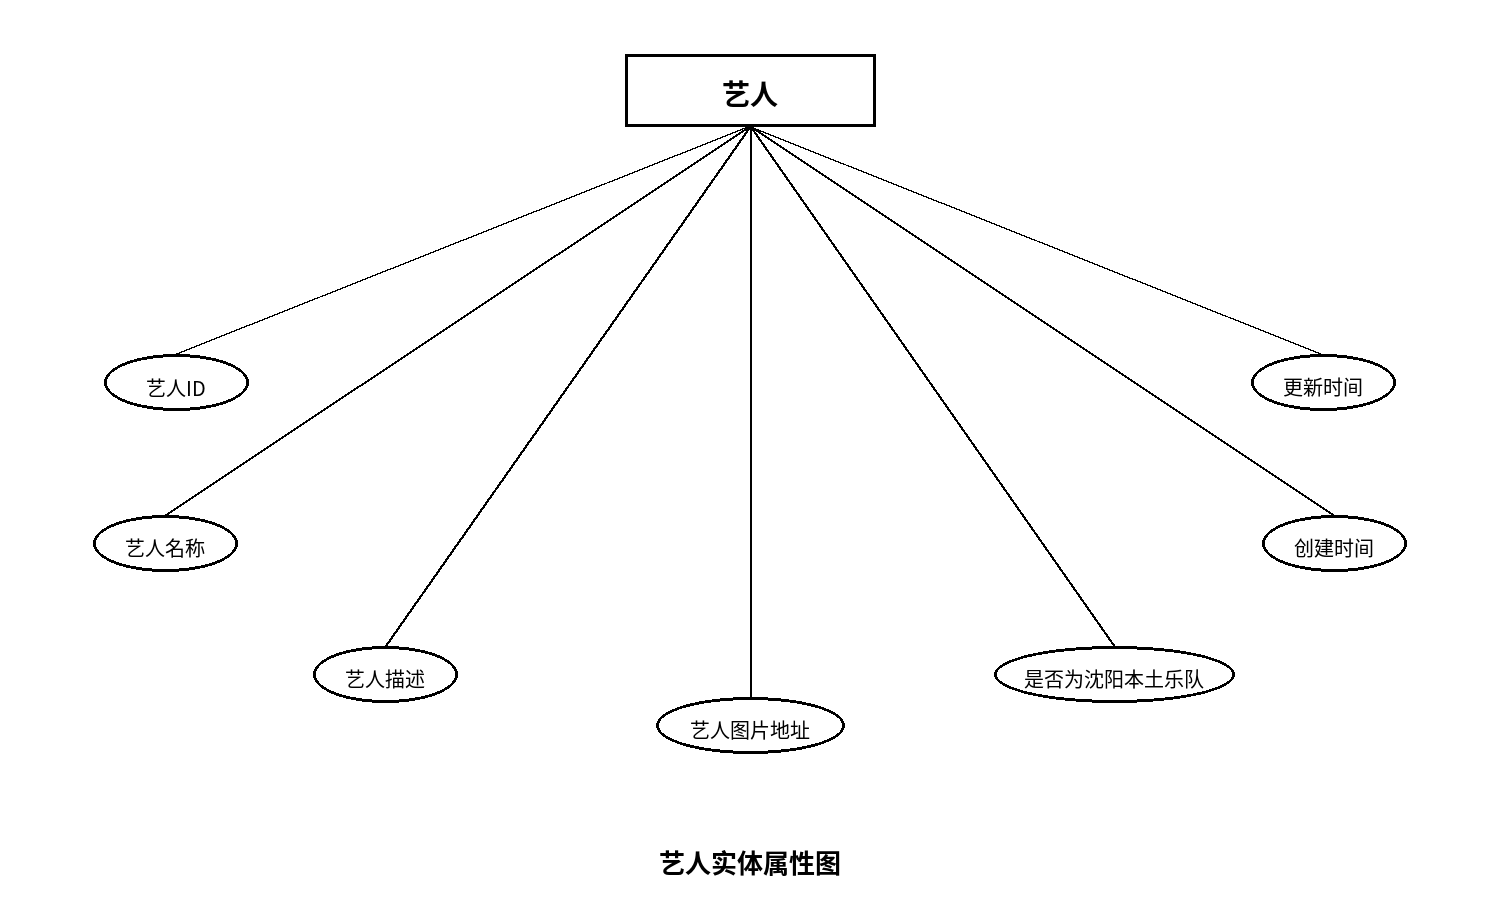 艺人
艺人ID
更新时间
艺人名称
创建时间
艺人描述
是否为沈阳本土乐队
艺人图片地址
艺人实体属性图